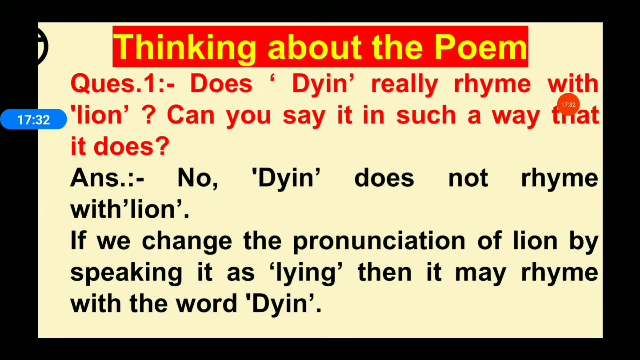 Thinking about the Poem
Ques.1:- Does ‘ Dyin’ really rhyme with
'lion’ ? Can you say it in such a way that
it does?
17:32
17:32
Ans.:- No, 'Dyin’ does not rhyme
with’lion’.
If we change the pronunciation of lion by
speaking it as ‘lying’ then it may rhyme
with the word 'Dyin’.